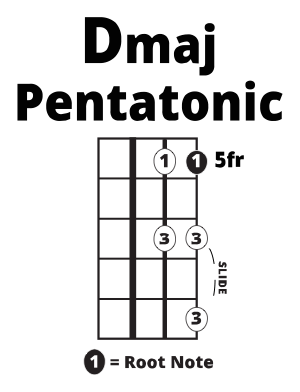 Dmaj
Pentatonic
1 1 5fr
3 3
SLIDE
3
1 = Root Note